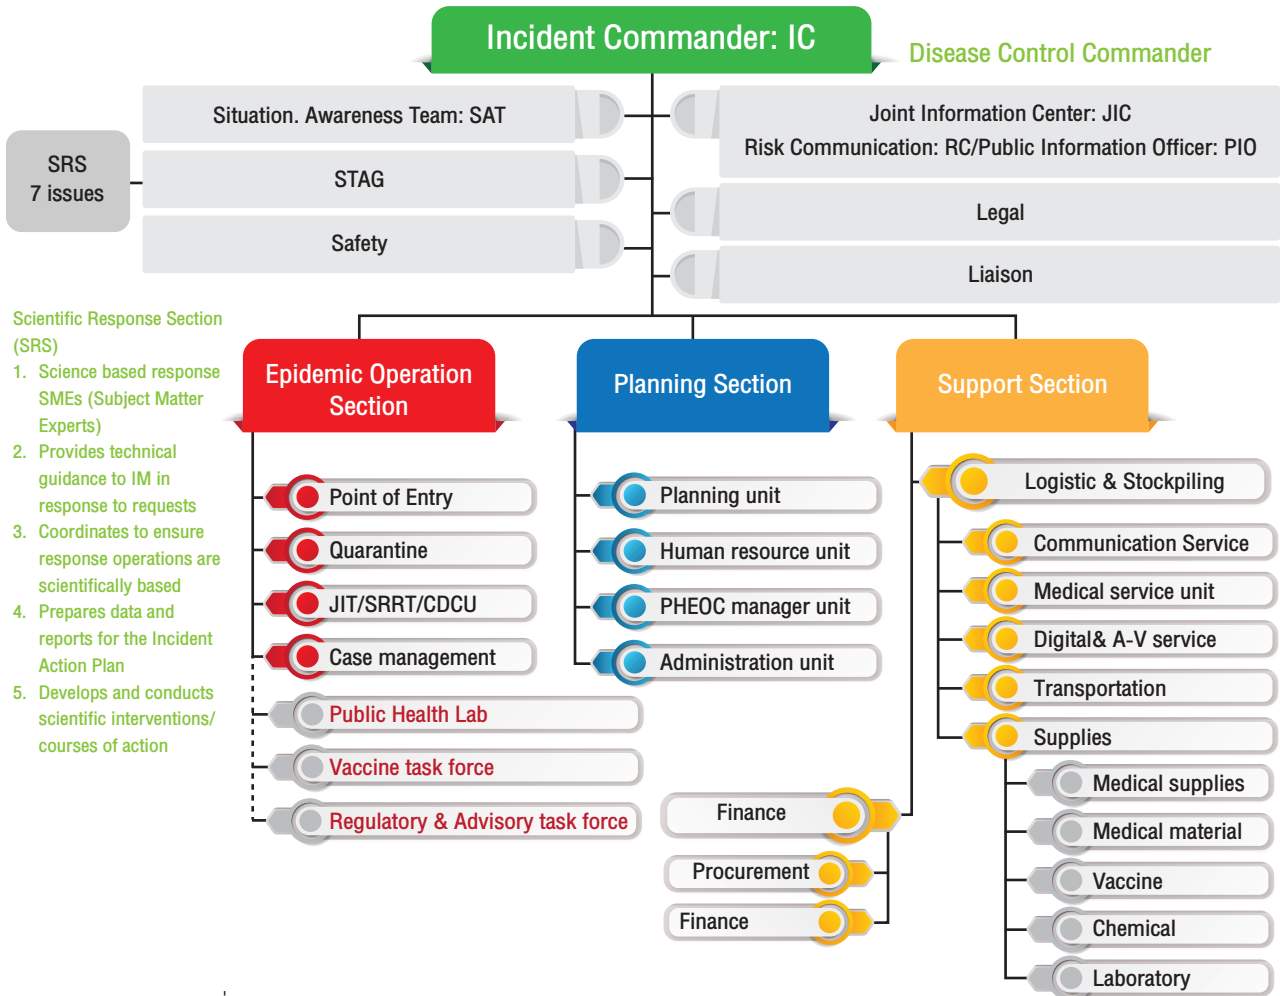 Incident Commander: IC
Disease Control Commander
Situation. Awareness Team: SAT
STAG
Safety
SRS
7 issues
Joint Information Center: JIC
Risk Communication: RC/Public Information Officer: PIO
Legal
Liaison
Scientific Response Section
(SRS)
1. Science based response
SMEs (Subject Matter
Experts)
2. Provides technical
guidance to IM in
response to requests
3. Coordinates to ensure
response operations are
scientifically based
4. Prepares data and
reports for the Incident
Action Plan
5. Develops and conducts
scientific interventions/
courses of action
Epidemic Operation
Section
Point of Entry
Quarantine
JIT/SRRT/CDCU
Case management
Public Health Lab
Vaccine task force
Regulatory & Advisory task force
Planning Section
Planning unit
Human resource unit
PHEOC manager unit
Administration unit
Support Section
Logistic & Stockpiling
Communication Service
Medical service unit
Digital& A-V service
Transportation
Supplies
Medical supplies
Medical material
Vaccine
Chemical
Laboratory
Finance
Procurement
Finance